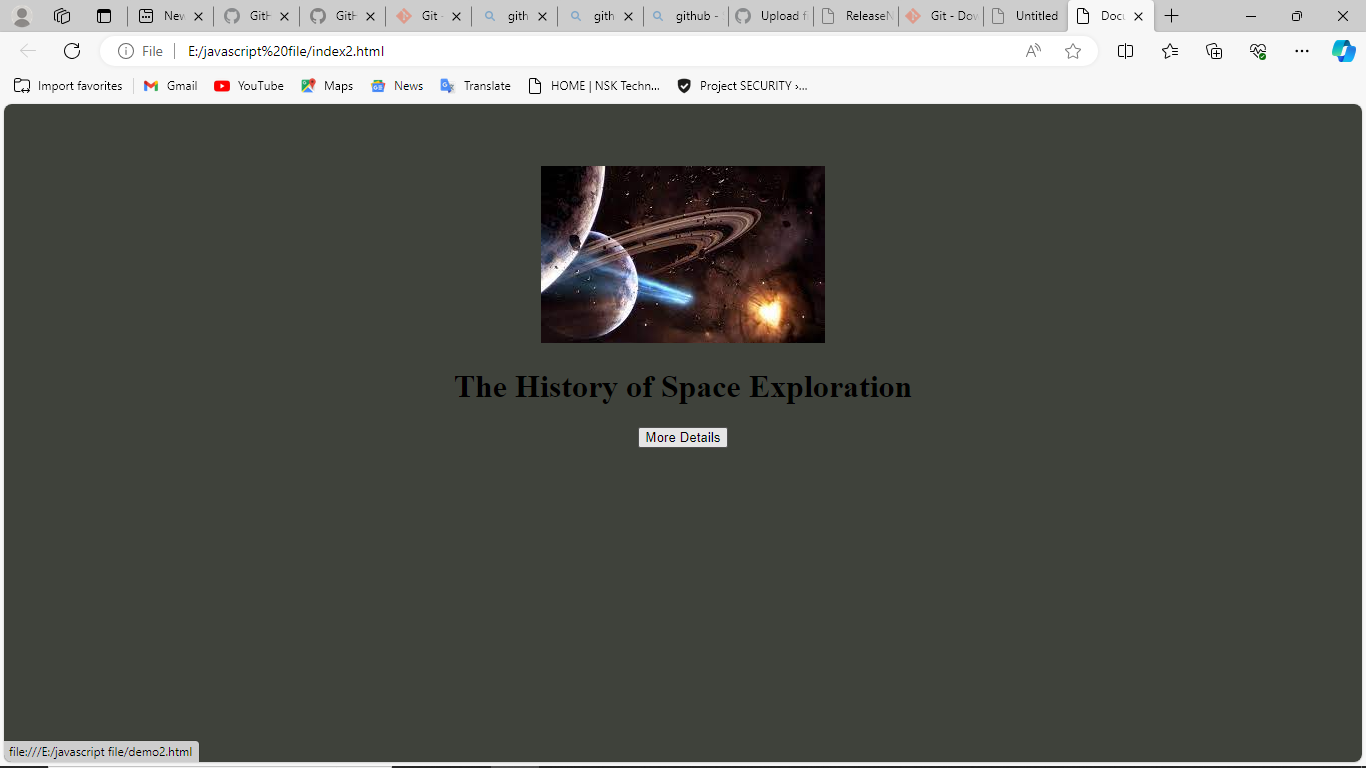 New
GitH
GitH
Git -
gith
gith
github -
Upload f
ReleaseN
Git - Dow
Untitled
Docu
File
E:/javascript%20file/index2.html
Import favorites
Gmail
YouTube
Maps
News
Translate
HOME | NSK Techn...
Project SECURITY ›...
The History of Space Exploration
More Details
file:///E:/javascript file/demo2.html